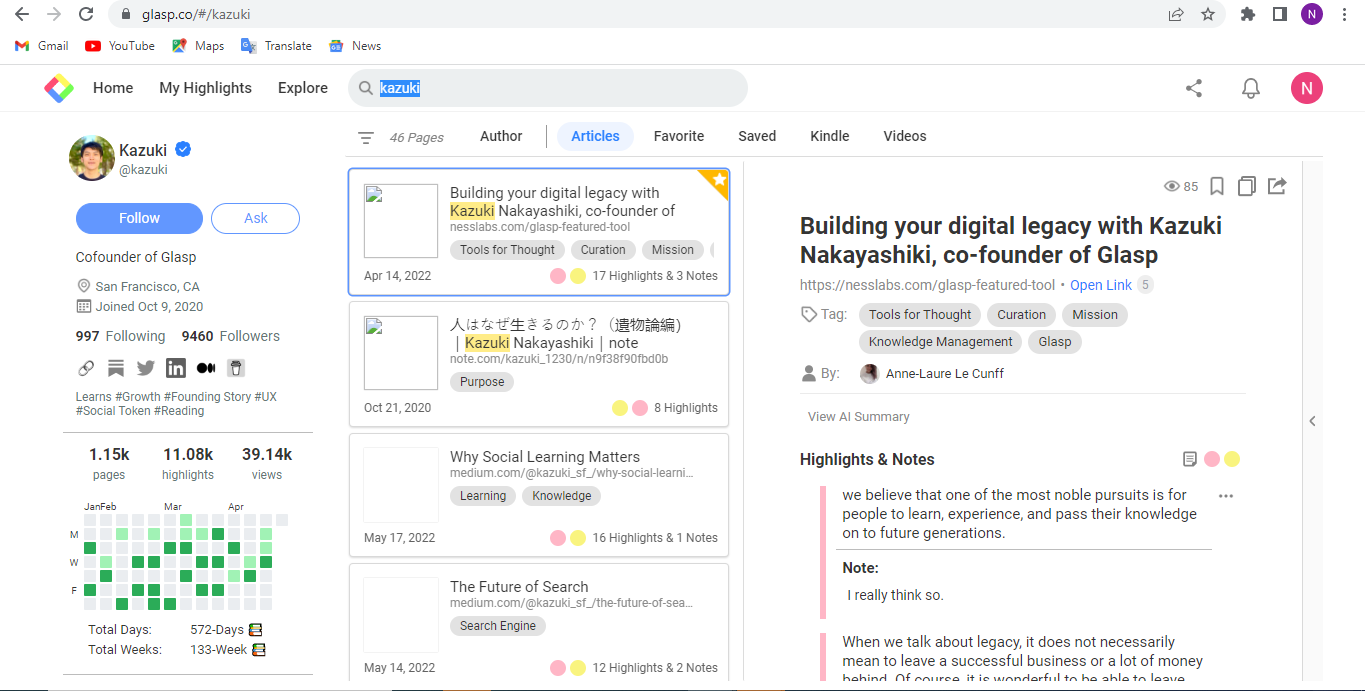 glasp.co/#/kazuki
N
Gmail
YouTube
Maps
Translate
News
Home
My Highlights
Explore
kazuki
N
Kazuki
@kazuki
Follow
Ask
Cofounder of Glasp
San Francisco, CA
Joined Oct 9, 2020
997 Following 9460 Followers
Learns #Growth #Founding Story #UX
#Social Token #Reading
1.15k 11.08k 39.14k
pages highlights views
JanFeb Mar Apr
M
W
F
Total Days: 572-Days
Total Weeks: 133-Week
46 Pages
Author
Articles
Favorite
Saved
Kindle
Videos
Building your digital legacy with
Kazuki Nakayashiki, co-founder of
nesslabs.com/glasp-featured-tool
Tools for Thought Curation Mission
Apr 14, 2022 17 Highlights & 3 Notes
人はなぜ生きるのか？（遺物論編）
｜Kazuki Nakayashiki｜note
note.com/kazuki_1230/n/n9f38f90fbd0b
Purpose
Oct 21, 2020 8 Highlights
Why Social Learning Matters
medium.com/@kazuki_sf_/why-social-learni...
Learning Knowledge
May 17, 2022 16 Highlights & 1 Notes
The Future of Search
medium.com/@kazuki_sf_/the-future-of-sea...
Search Engine
May 14, 2022 12 Highlights & 2 Notes
85
Building your digital legacy with Kazuki
Nakayashiki, co-founder of Glasp
https://nesslabs.com/glasp-featured-tool • Open Link 5
Tag: Tools for Thought Curation Mission
Knowledge Management Glasp
By: Anne-Laure Le Cunff
View AI Summary
Highlights & Notes
we believe that one of the most noble pursuits is for
people to learn, experience, and pass their knowledge
on to future generations.
Note:
I really think so.
When we talk about legacy, it does not necessarily
mean to leave a successful business or a lot of money
behind. Of course, it is wonderful to be able to leave